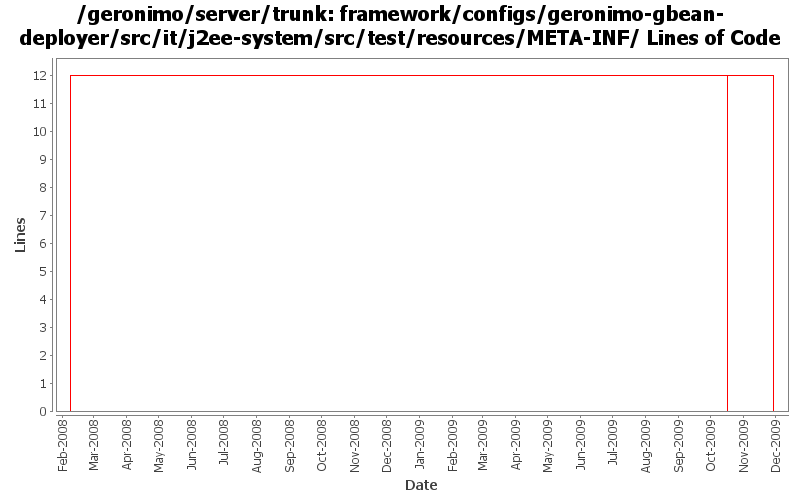 /geronimo/server/trunk: framework/configs/geronimo-gbean-
deployer/src/it/j2ee-system/src/test/resources/META-INF/ Lines of Code
12
11
10
9
8
7
6
5
4
3
2
1
0
Lines
Feb-2008
Mar-2008
Apr-2008
May-2008
Jun-2008
Jul-2008
Aug-2008
Sep-2008
Oct-2008
Nov-2008
Dec-2008
Jan-2009
Feb-2009
Mar-2009
Apr-2009
May-2009
Jun-2009
Jul-2009
Aug-2009
Sep-2009
Oct-2009
Nov-2009
Dec-2009
Date